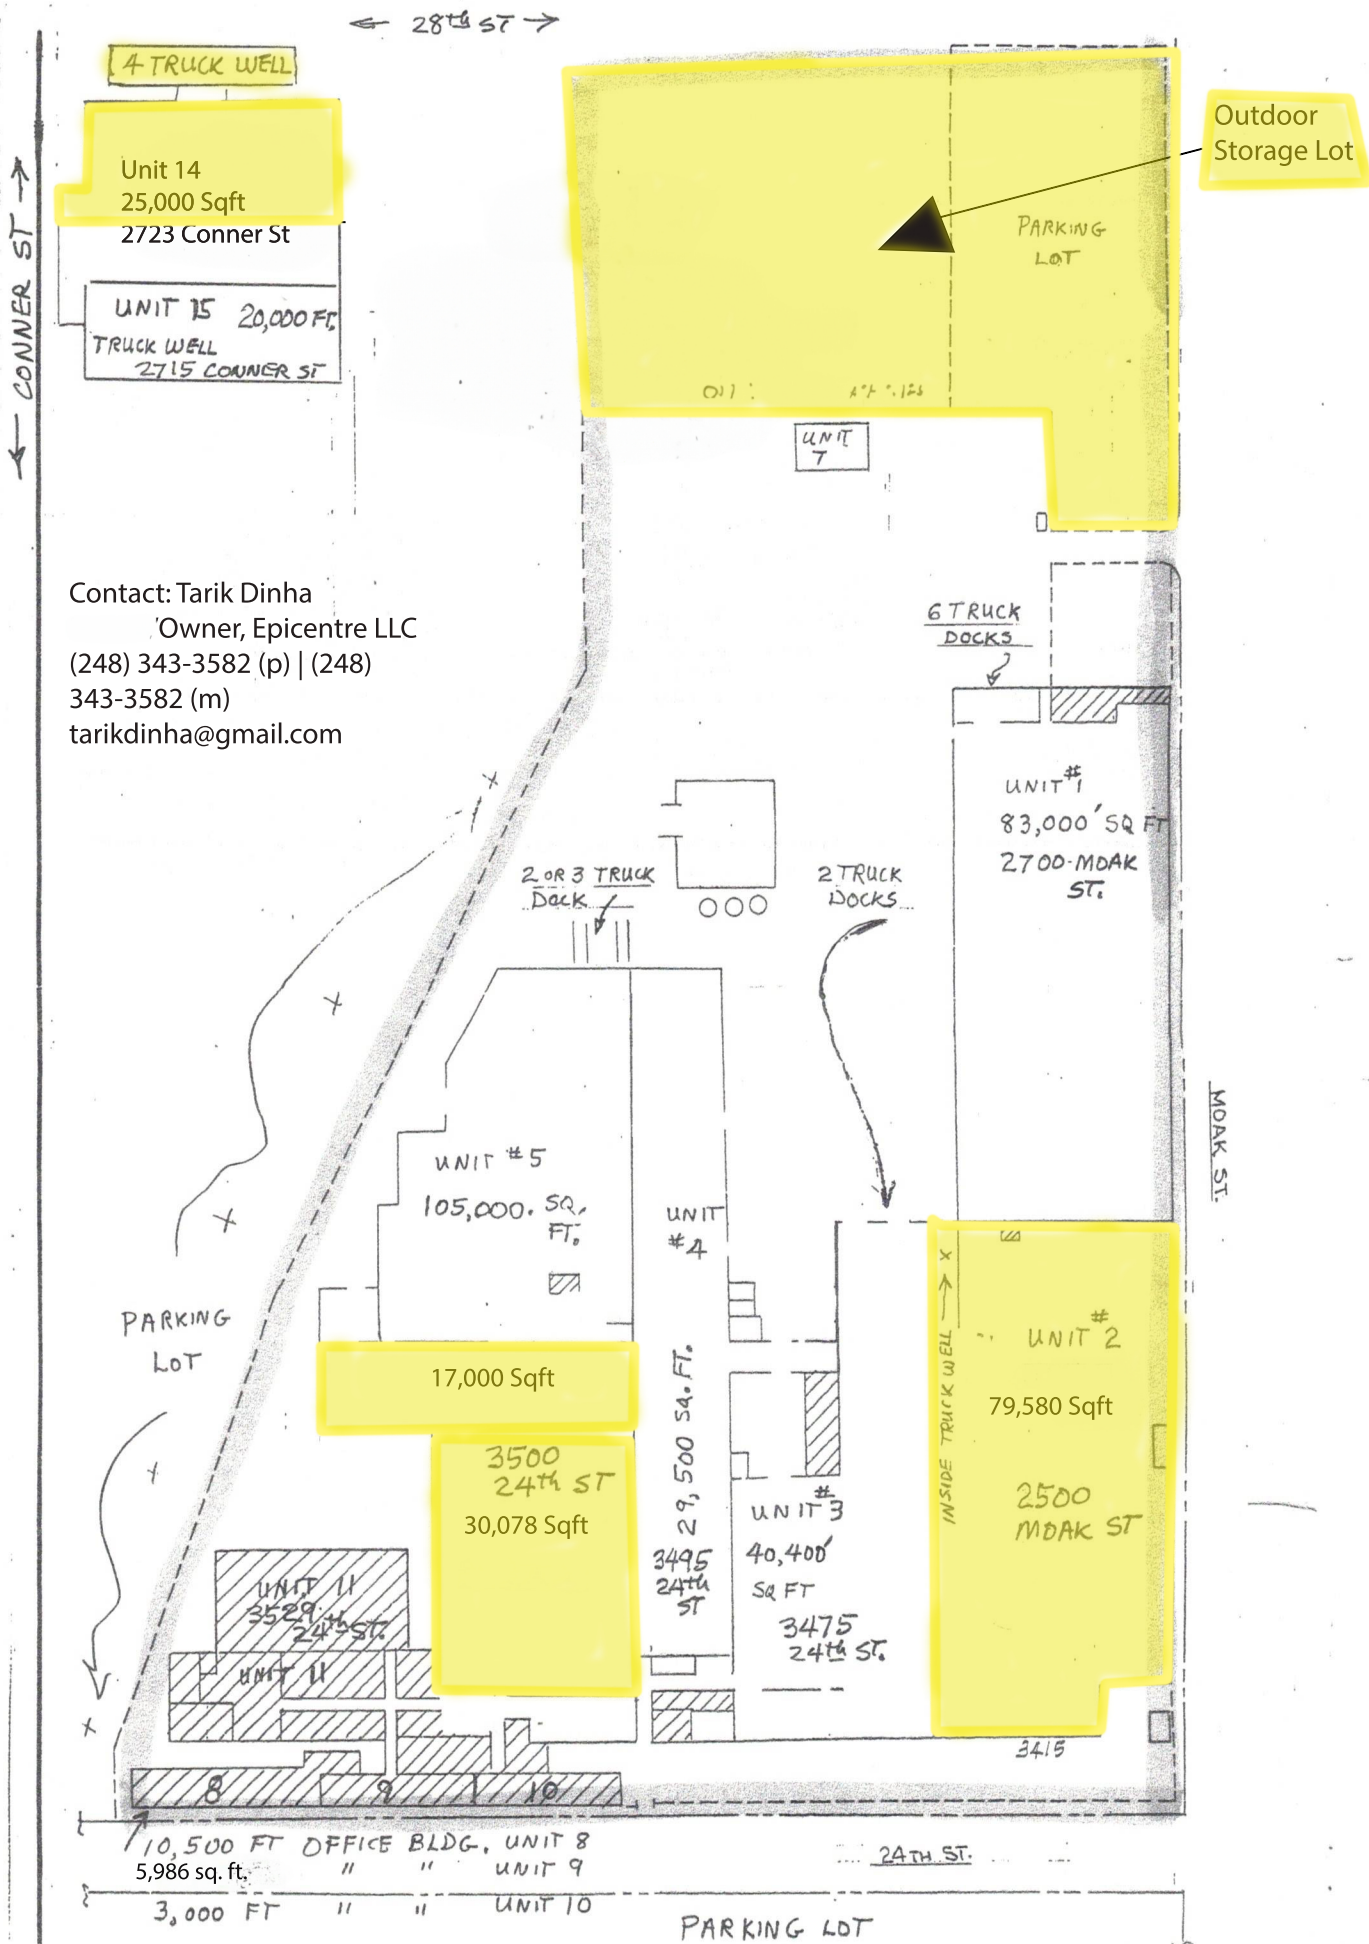 28th ST
4 TRUCK WELL
Unit 14
25,000 Sqft
2723 Conner St
UNIT 15 20,000 FT.
TRUCK WELL
2715 CONNER ST
CONNER ST
Outdoor
Storage Lot
PARKING
LOT
UNIT
7
Contact: Tarik Dinha
'Owner, Epicentre LLC
(248) 343-3582 (p) | (248)
343-3582 (m)
tarikdinha@gmail.com
6 TRUCK
DOCKS
UNIT #1
83,000' SQ FT
2700-MOAK
ST.
2 OR 3 TRUCK
DOCK
2 TRUCK
DOCKS
MOAK ST.
UNIT #5
105,000. SQ.
FT.
UNIT
#4
29,500 SQ. FT.
3495
24th
ST
PARKING
LOT
17,000 Sqft
3500
24th ST
30,078 Sqft
UNIT #3
40,400'
SQ FT
3475
24th ST.
INSIDE TRUCK WELL → X
UNIT #2
79,580 Sqft
2500
MOAK ST
3415
UNIT 11
3529
24th ST.
UNIT 11
8 9 10
10,500 FT OFFICE BLDG. UNIT 8
5,986 sq. ft. " " UNIT 9
3,000 FT " " UNIT 10
24TH ST.
PARKING LOT